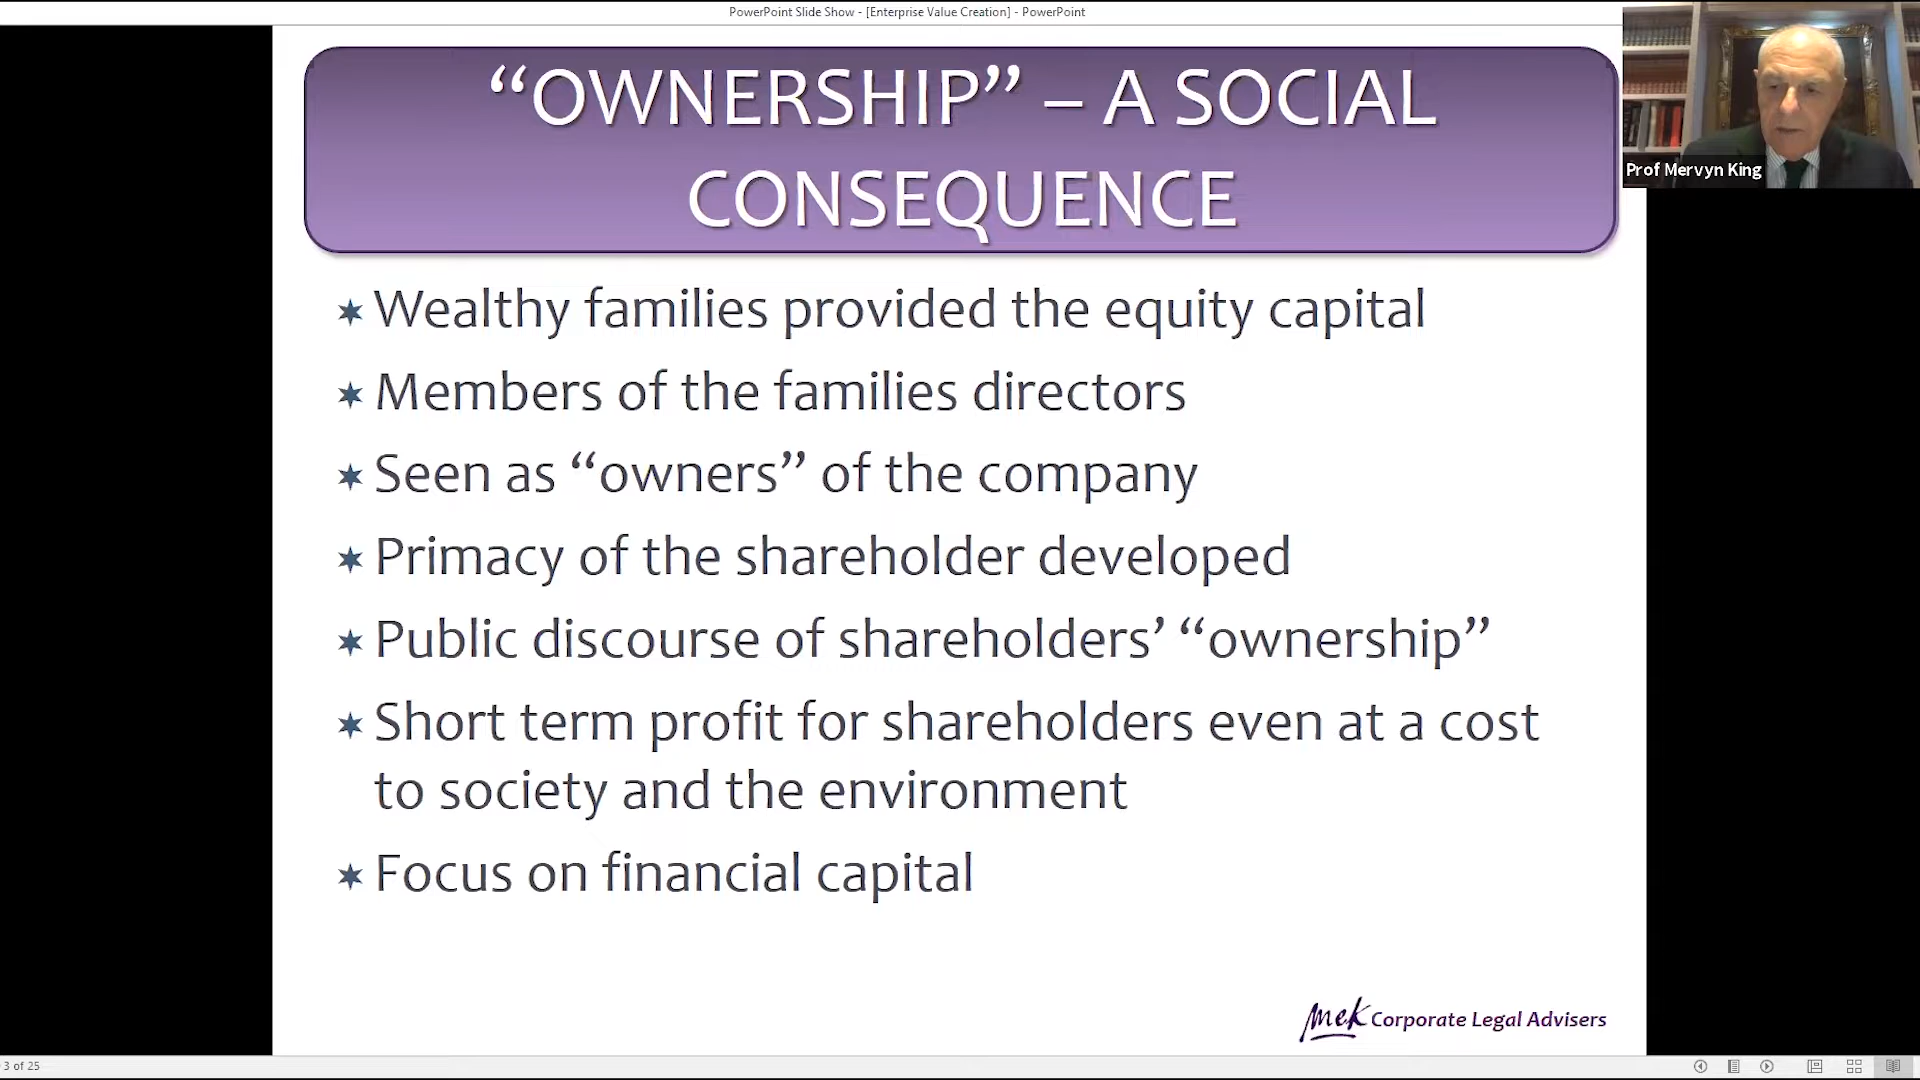 PowerPoint Slide Show - [Enterprise Value Creation] - PowerPoint
“OWNERSHIP” – A SOCIAL
CONSEQUENCE
Prof Mervyn King
Wealthy families provided the equity capital
Members of the families directors
Seen as “owners” of the company
Primacy of the shareholder developed
Public discourse of shareholders’ “ownership”
Short term profit for shareholders even at a cost
to society and the environment
Focus on financial capital
mek Corporate Legal Advisers
3 of 25